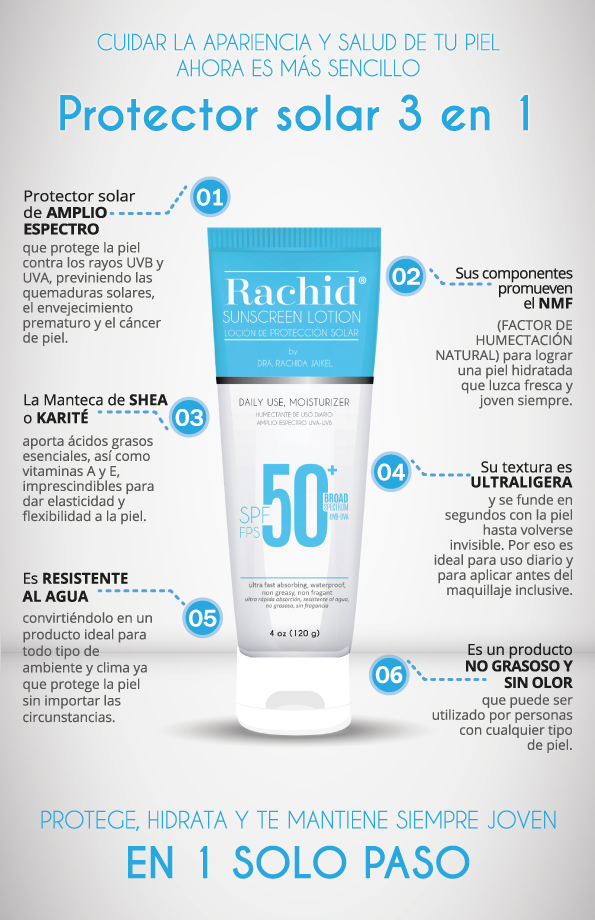 CUIDAR LA APARIENCIA Y SALUD DE TU PIEL
AHORA ES MÁS SENCILLO
Protector solar 3 en 1
01
Protector solar
de AMPLIO
ESPECTRO
que protege la piel
contra los rayos UVB y
UVA, previniendo las
quemaduras solares,
el envejecimiento
prematuro y el cáncer
de piel.
02
Sus componentes
promueven
el NMF
(FACTOR DE
HUMECTACIÓN
NATURAL) para lograr
una piel hidratada
que luzca fresca y
joven siempre.
La Manteca de SHEA
o KARITÉ
03
aporta ácidos grasos
esenciales, así como
vitaminas A y E,
imprescindibles para
dar elasticidad y
flexibilidad a la piel.
04
Su textura es
ULTRALIGERA
y se funde en
segundos con la piel
hasta volverse
invisible. Por eso es
ideal para uso diario y
para aplicar antes del
maquillaje inclusive.
Es RESISTENTE
AL AGUA
05
convirtiéndolo en un
producto ideal para
todo tipo de
ambiente y clima ya
que protege la piel
sin importar las
circunstancias.
06
Es un producto
NO GRASOSO Y
SIN OLOR
que puede ser
utilizado por personas
con cualquier tipo
de piel.
Rachid®
SUNSCREEN LOTION
LOCIÓN DE PROTECCIÓN SOLAR
by
DRA. RACHIDA JAIKEL
DAILY USE, MOISTURIZER
HUMECTANTE DE USO DIARIO
AMPLIO ESPECTRO UVA-UVB
SPF
FPS
50+
BROAD
SPECTRUM
UVB-UVA
ultra fast absorbing, waterproof,
non greasy, non fragant
ultra rápida absorción, resistente al agua,
no grasosa, sin fragancia
4 oz (120 g)
PROTEGE, HIDRATA Y TE MANTIENE SIEMPRE JOVEN
EN 1 SOLO PASO